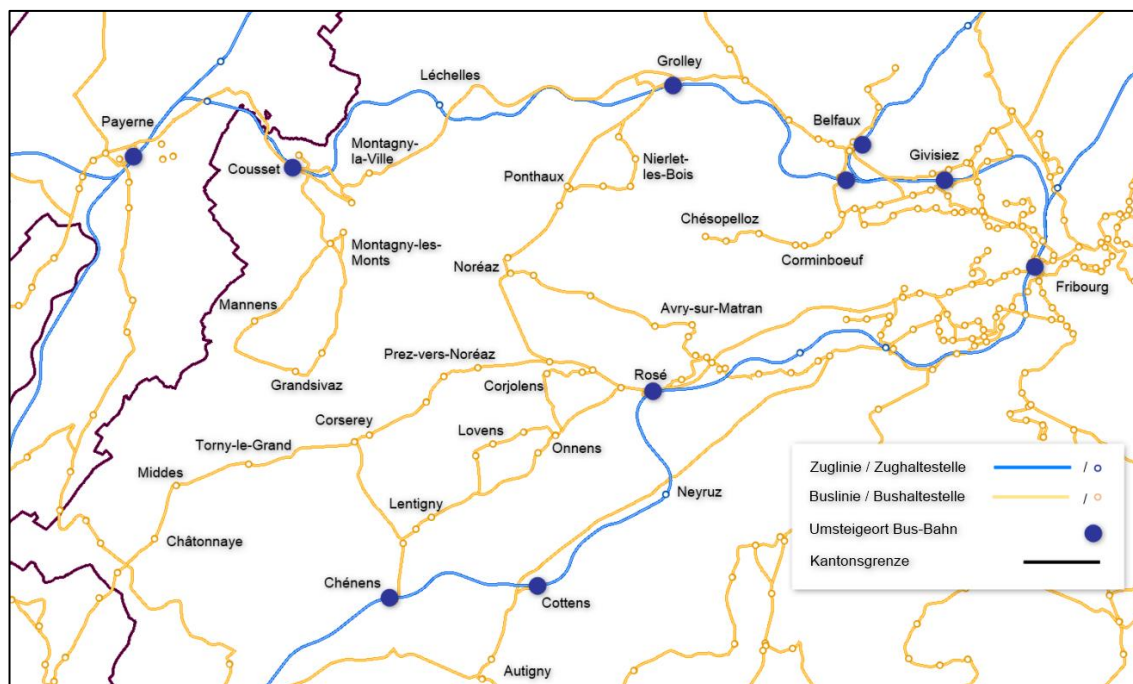 Grolley
Léchelles
Payerne
Belfaux
Montagny-
la-Ville
Givisiez
Cousset
Nierlet-
les-Bois
Ponthaux
Chésopelloz
Montagny-les-
Monts
Corminboeuf
Noréaz
Fribourg
Mannens
Avry-sur-Matran
Prez-vers-Noréaz
Rosé
Grandsivaz
Corjolens
Corserey
Lovens
Torny-le-Grand
Onnens
Middes
Neyruz
Lentigny
Châtonnaye
Chénens
Cottens
Autigny
Zuglinie / Zughaltestelle /
Buslinie / Bushaltestelle /
Umsteigeort Bus-Bahn
Kantonsgrenze